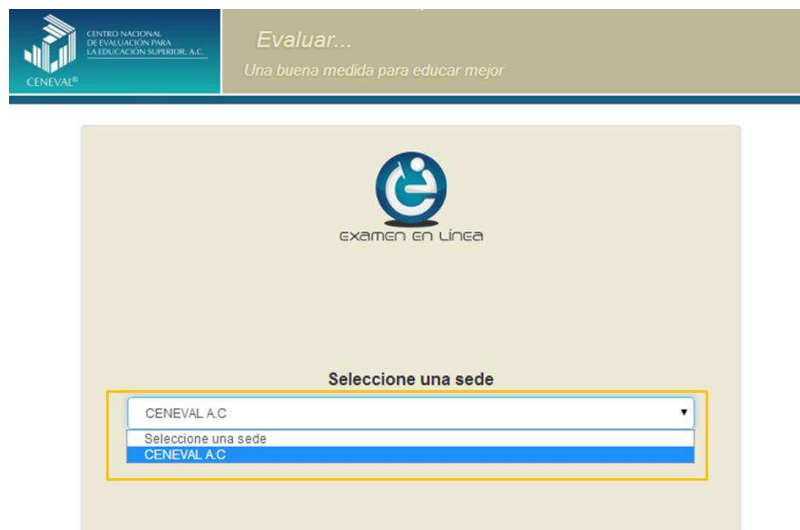 CENTRO NACIONAL
DE EVALUACIÓN PARA
LA EDUCACIÓN SUPERIOR, A.C.
CENEVAL®
Evaluar...
Una buena medida para educar mejor
examen en Línea
Seleccione una sede
CENEVAL A.C
Seleccione una sede
CENEVAL A.C